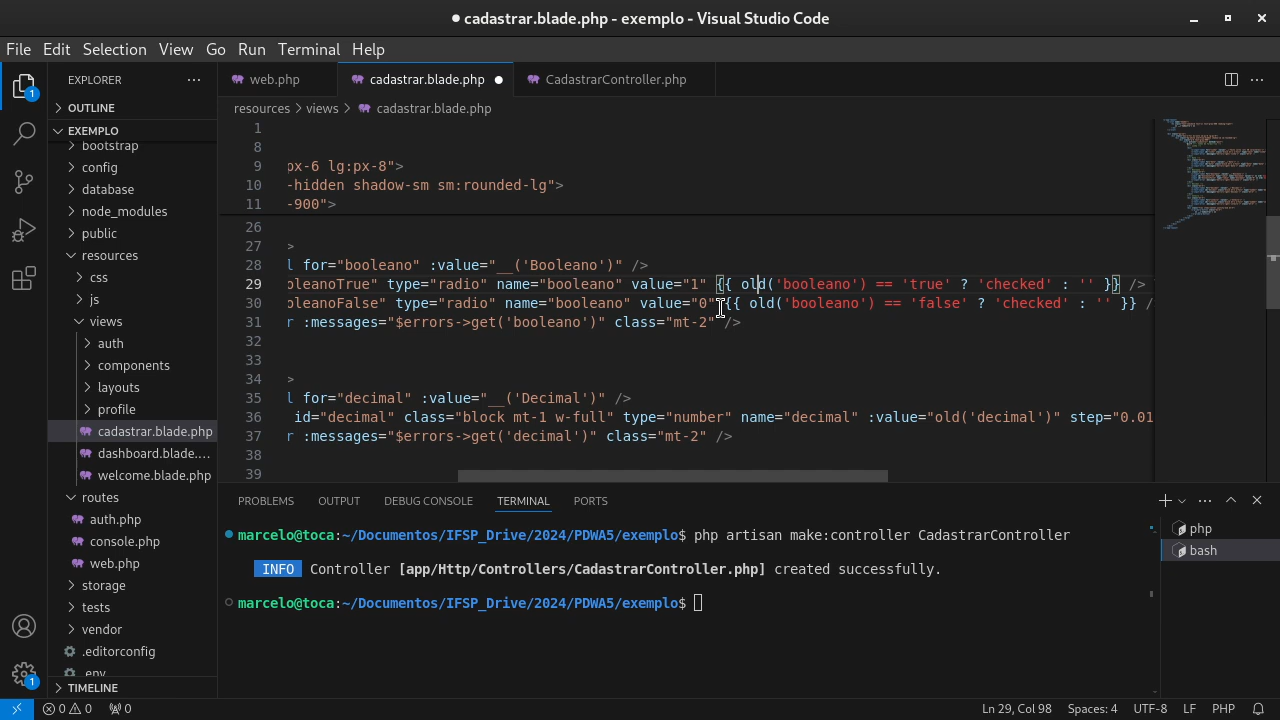 cadastrar.blade.php - exemplo - Visual Studio Code
File Edit Selection View Go Run Terminal Help
EXPLORER
web.php
cadastrar.blade.php
CadastrarController.php
OUTLINE
resources > views > cadastrar.blade.php
EXEMPLO
bootstrap
config
database
node_modules
public
resources
css
js
views
auth
components
layouts
profile
cadastrar.blade.php
dashboard.blade....
welcome.blade.php
routes
auth.php
console.php
web.php
storage
tests
vendor
.editorconfig
.env
TIMELINE
1
8
9 px-6 lg:px-8">
10 -hidden shadow-sm sm:rounded-lg">
11 -900">
26
27 >
28 l for="booleano" :value="__('Booleano')" />
29 oleanoTrue" type="radio" name="booleano" value="1" {{ old('booleano') == 'true' ? 'checked' : '' }} />
30 oleanoFalse" type="radio" name="booleano" value="0" {{ old('booleano') == 'false' ? 'checked' : '' }} /
31 r :messages="$errors->get('booleano')" class="mt-2" />
32
33
34 >
35 l for="decimal" :value="__('Decimal')" />
36 id="decimal" class="block mt-1 w-full" type="number" name="decimal" :value="old('decimal')" step="0.01
37 r :messages="$errors->get('decimal')" class="mt-2" />
38
39
PROBLEMS OUTPUT DEBUG CONSOLE TERMINAL PORTS
marcelo@toca:~/Documentos/IFSP_Drive/2024/PDWA5/exemplo$ php artisan make:controller CadastrarController
INFO Controller [app/Http/Controllers/CadastrarController.php] created successfully.
marcelo@toca:~/Documentos/IFSP_Drive/2024/PDWA5/exemplo$
php
bash
1
1
0 0 0
Ln 29, Col 98 Spaces: 4 UTF-8 LF PHP